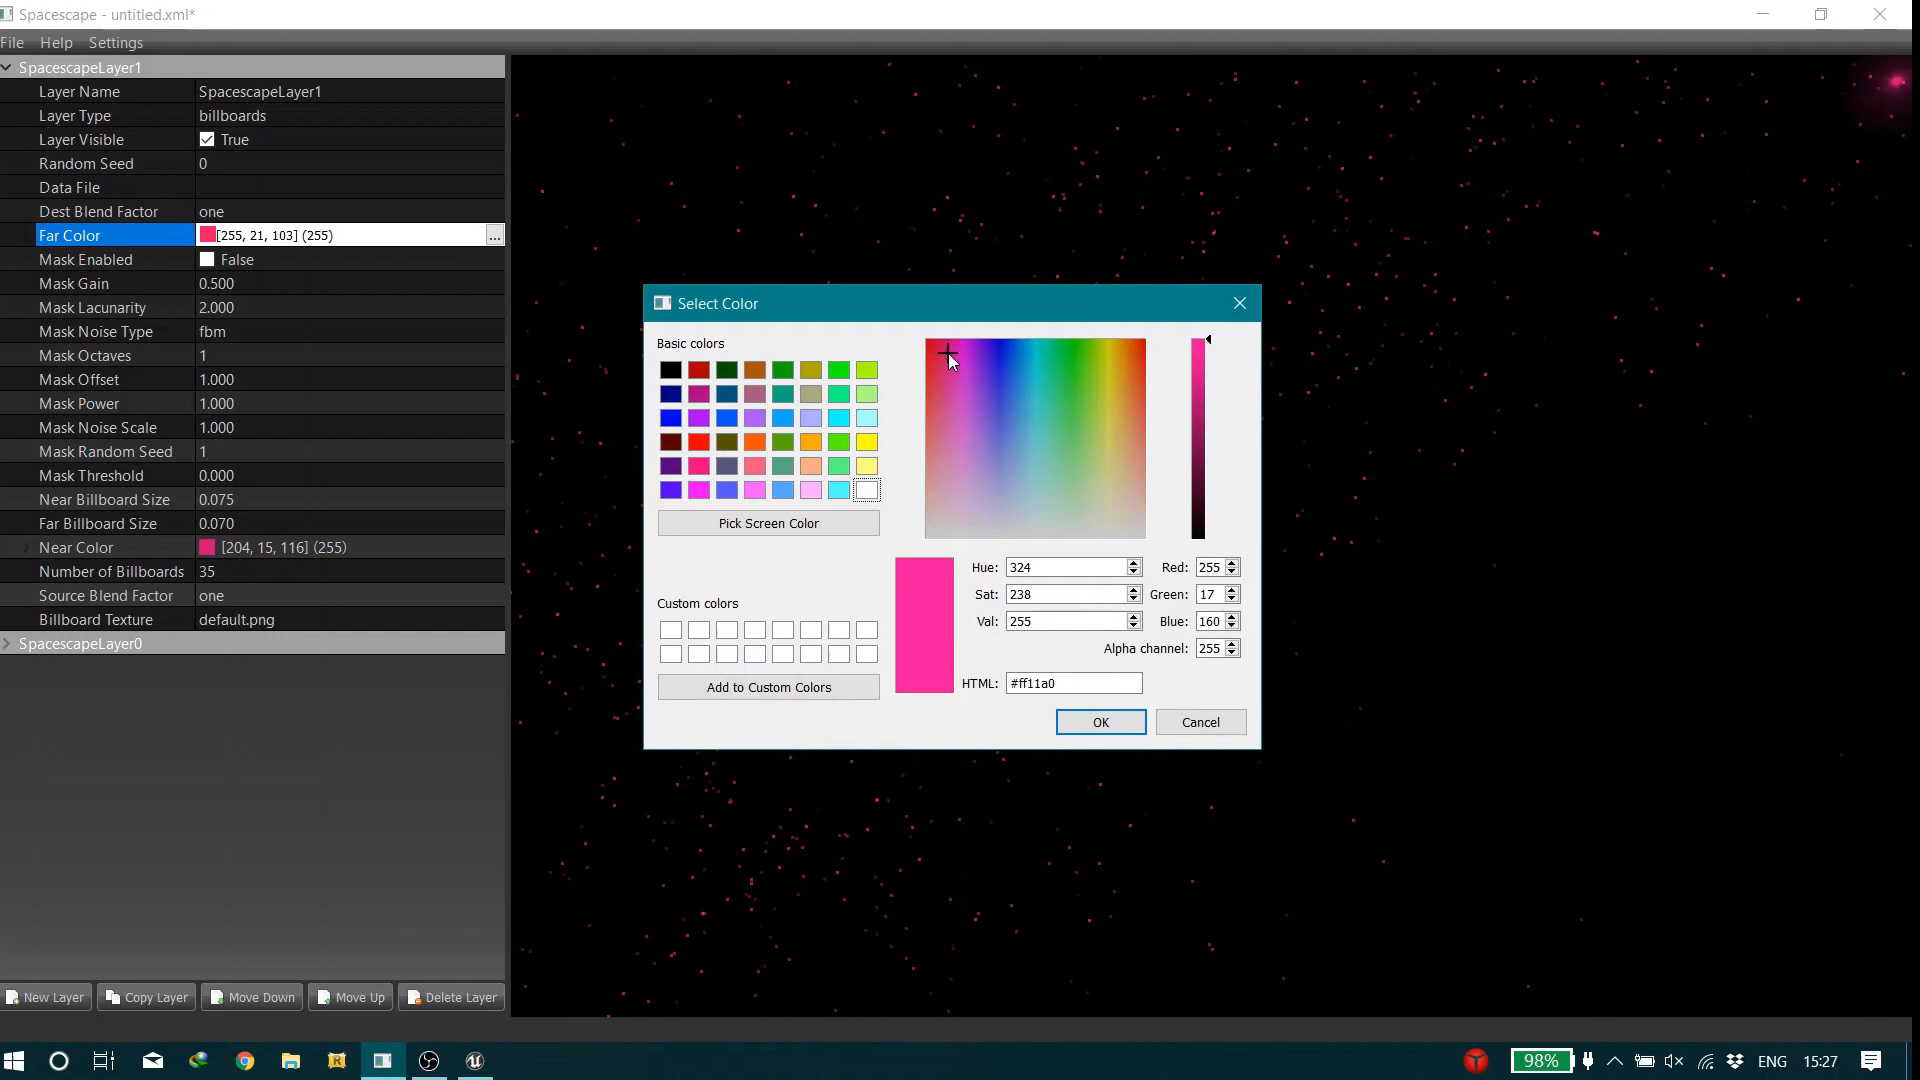 Spacescape - untitled.xml*
File Help Settings
SpacescapeLayer1
Layer Name SpacescapeLayer1
Layer Type billboards
Layer Visible True
Random Seed 0
Data File
Dest Blend Factor one
Far Color [255, 21, 103] (255) ...
Mask Enabled False
Mask Gain 0.500
Mask Lacunarity 2.000
Mask Noise Type fbm
Mask Octaves 1
Mask Offset 1.000
Mask Power 1.000
Mask Noise Scale 1.000
Mask Random Seed 1
Mask Threshold 0.000
Near Billboard Size 0.075
Far Billboard Size 0.070
Near Color [204, 15, 116] (255)
Number of Billboards 35
Source Blend Factor one
Billboard Texture default.png
SpacescapeLayer0
New Layer Copy Layer Move Down Move Up Delete Layer
Select Color
Basic colors
Pick Screen Color
Custom colors
Add to Custom Colors
Hue: 324 Red: 255
Sat: 238 Green: 17
Val: 255 Blue: 160
Alpha channel: 255
HTML: #ff11a0
OK Cancel
98% ENG 15:27